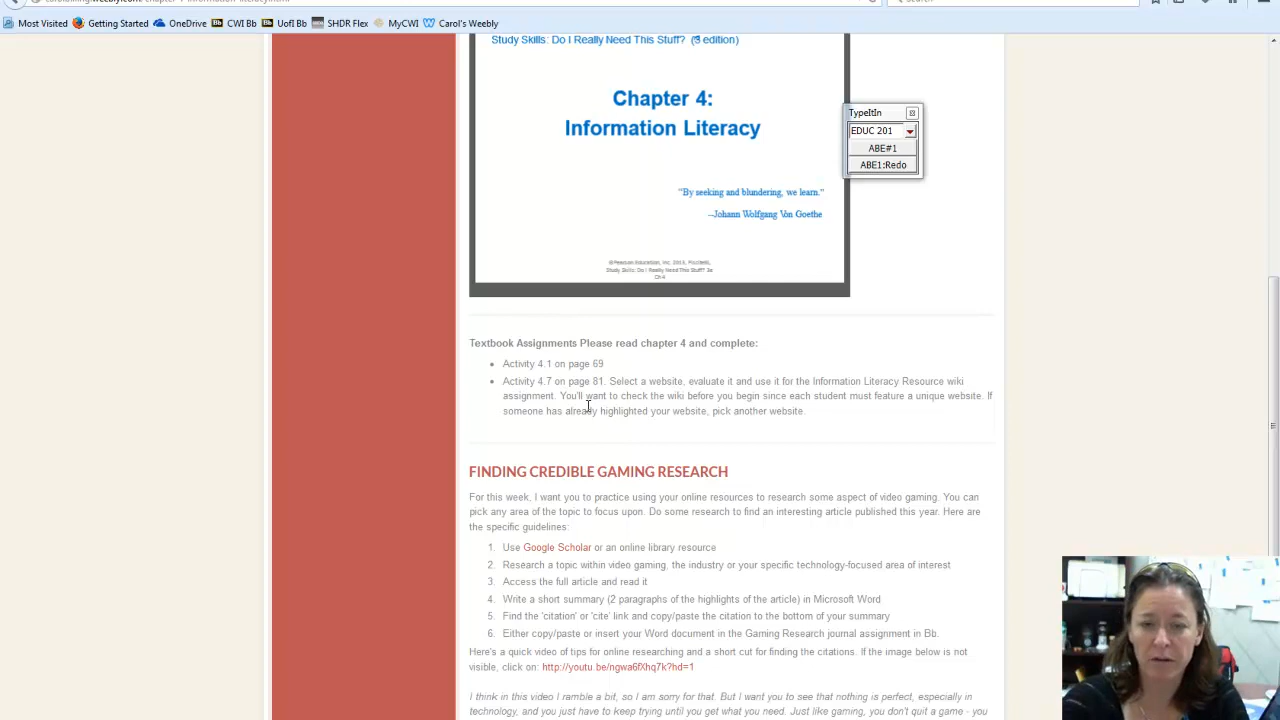 Most Visited Getting Started OneDrive CWI Bb UofI Bb SHDR Flex MyCWI Carol's Weebly
Study Skills: Do I Really Need This Stuff? (3 edition)
Chapter 4:
Information Literacy
"By seeking and blundering, we learn."
--Johann Wolfgang Von Goethe
Study Skills: Do I Really Need This Stuff? 3e
Ch 4
TypeItIn
EDUC 201
ABE#1
ABE1:Redo
Textbook Assignments Please read chapter 4 and complete:
• Activity 4.1 on page 69
• Activity 4.7 on page 81. Select a website, evaluate it and use it for the Information Literacy Resource wiki
assignment. You'll want to check the wiki before you begin since each student must feature a unique website. If
someone has already highlighted your website, pick another website.
FINDING CREDIBLE GAMING RESEARCH
For this week, I want you to practice using your online resources to research some aspect of video gaming. You can
pick any area of the topic to focus upon. Do some research to find an interesting article published this year. Here are
the specific guidelines:
1. Use Google Scholar or an online library resource
2. Research a topic within video gaming, the industry or your specific technology-focused area of interest
3. Access the full article and read it
4. Write a short summary (2 paragraphs of the highlights of the article) in Microsoft Word
5. Find the 'citation' or 'cite' link and copy/paste the citation to the bottom of your summary
6. Either copy/paste or insert your Word document in the Gaming Research journal assignment in Bb.
Here's a quick video of tips for online researching and a short cut for finding the citations. If the image below is not
visible, click on: http://youtu.be/ngwa6fXhq7k?hd=1
I think in this video I ramble a bit, so I am sorry for that. But I want you to see that nothing is perfect, especially in
technology, and you just have to keep trying until you get what you need. Just like gaming, you don't quit a game - you